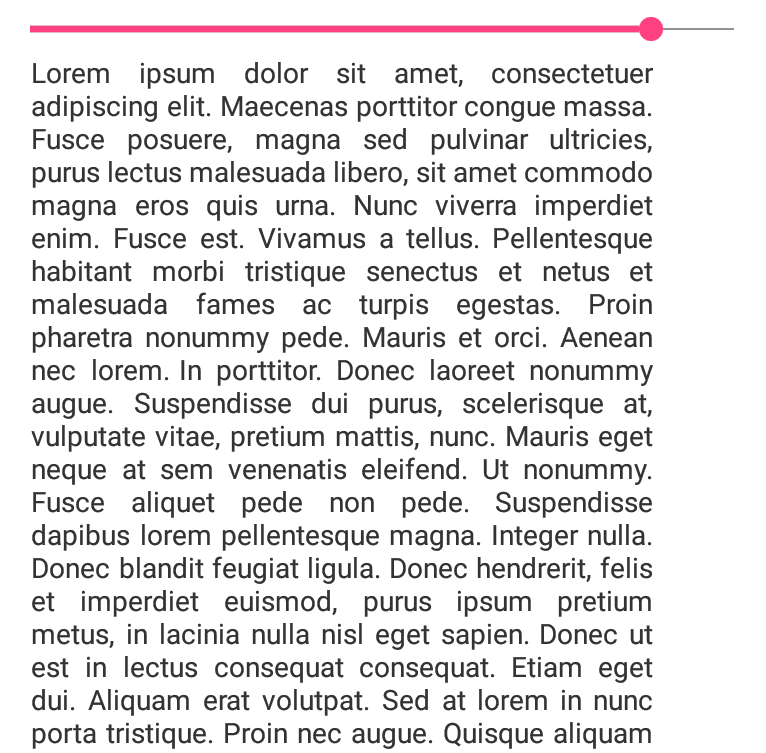 Lorem ipsum dolor sit amet, consectetuer
adipiscing elit. Maecenas porttitor congue massa.
Fusce posuere, magna sed pulvinar ultricies,
purus lectus malesuada libero, sit amet commodo
magna eros quis urna. Nunc viverra imperdiet
enim. Fusce est. Vivamus a tellus. Pellentesque
habitant morbi tristique senectus et netus et
malesuada fames ac turpis egestas. Proin
pharetra nonummy pede. Mauris et orci. Aenean
nec lorem. In porttitor. Donec laoreet nonummy
augue. Suspendisse dui purus, scelerisque at,
vulputate vitae, pretium mattis, nunc. Mauris eget
neque at sem venenatis eleifend. Ut nonummy.
Fusce aliquet pede non pede. Suspendisse
dapibus lorem pellentesque magna. Integer nulla.
Donec blandit feugiat ligula. Donec hendrerit, felis
et imperdiet euismod, purus ipsum pretium
metus, in lacinia nulla nisl eget sapien. Donec ut
est in lectus consequat consequat. Etiam eget
dui. Aliquam erat volutpat. Sed at lorem in nunc
porta tristique. Proin nec augue. Quisque aliquam